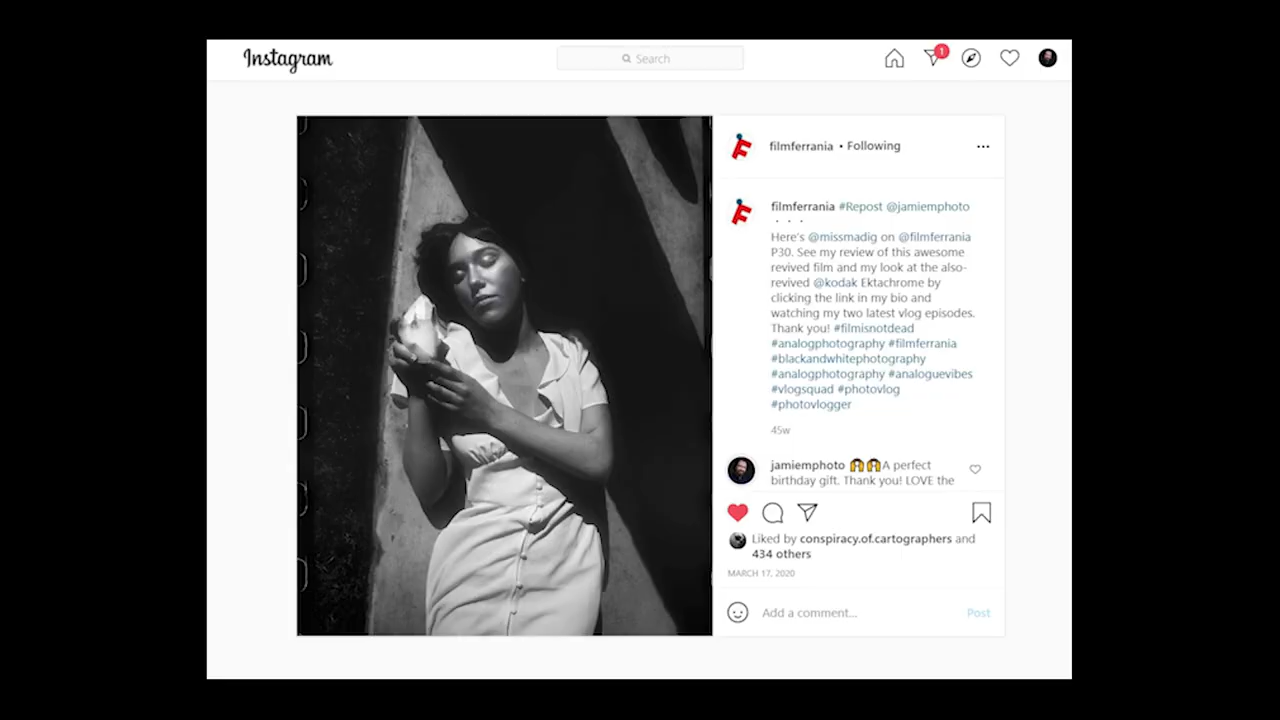 Instagram
Search
1
filmferrania • Following
filmferrania #Repost @jamiemphoto
. . .
Here's @missmadig on @filmferrania
P30. See my review of this awesome
revived film and my look at the also-
revived @kodak Ektachrome by
clicking the link in my bio and
watching my two latest vlog episodes.
Thank you! #filmisnotdead
#analogphotography #filmferrania
#blackandwhitephotography
#analogphotography #analoguevibes
#vlogsquad #photovlog
#photovlogger
45w
jamiemphoto 🙌🙌A perfect
birthday gift. Thank you! LOVE the
Liked by conspiracy.of.cartographers and
434 others
MARCH 17, 2020
Add a comment...
Post